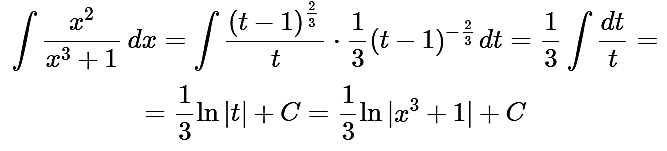 ∫ x²/(x³ + 1) dx = ∫ (t − 1)^(2/3)/t · 1/3 (t − 1)^(−2/3) dt = 1/3 ∫ dt/t =
= 1/3 ln |t| + C = 1/3 ln |x³ + 1| + C